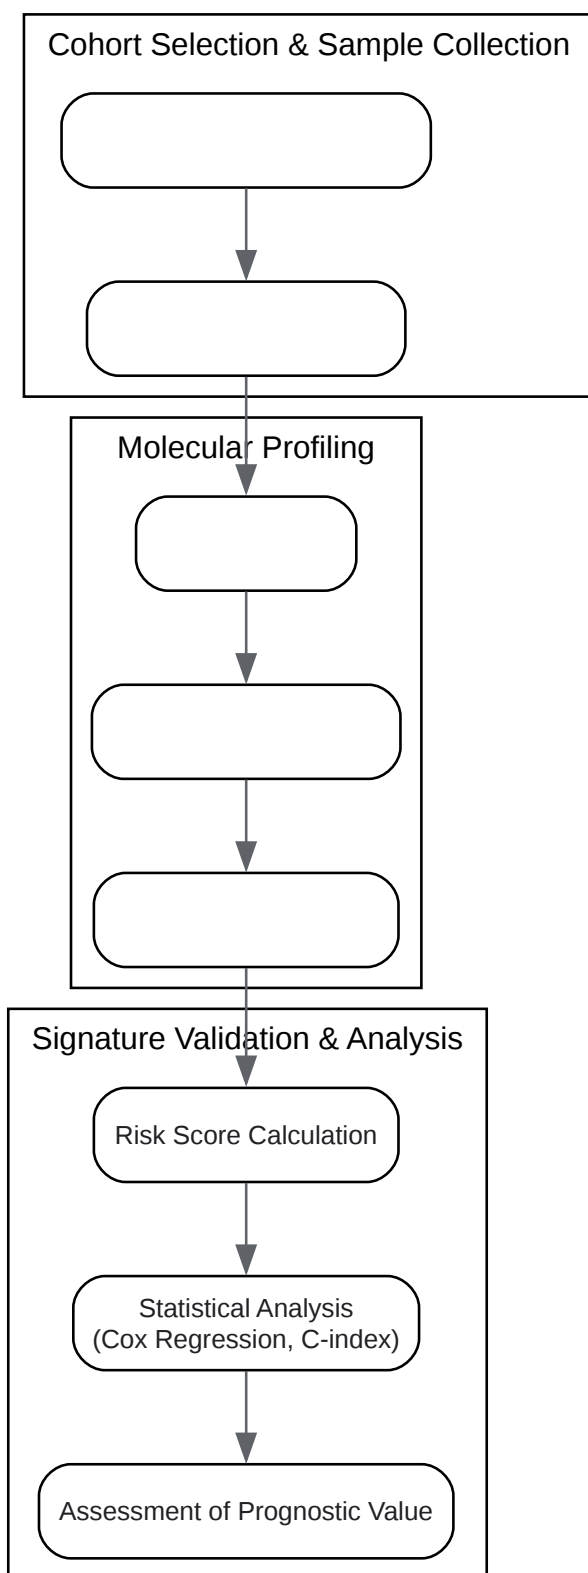 Cohort Selection & Sample Collection
Molecular Profiling
Signature Validation & Analysis
Risk Score Calculation
Statistical Analysis
(Cox Regression, C-index)
Assessment of Prognostic Value